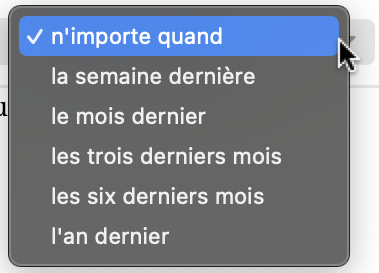 n'importe quand
la semaine dernière
le mois dernier
les trois derniers mois
les six derniers mois
l'an dernier